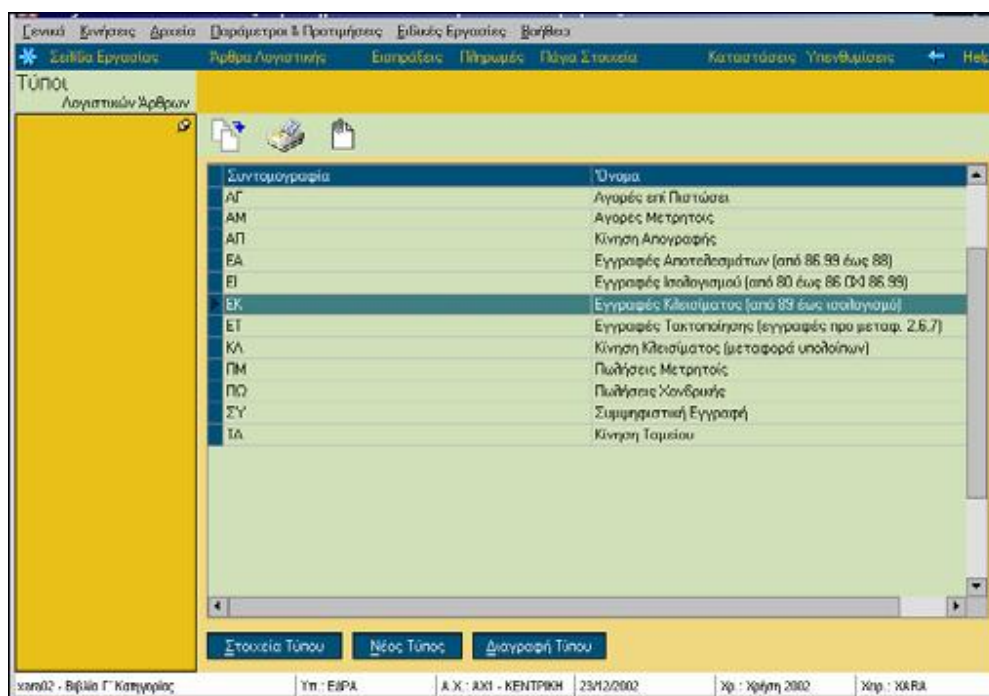 Γενικά Κινήσεις Αρχεία Παράμετροι & Προτιμήσεις Ειδικές Εργασίες Βοήθεια
Σελίδα Εργασίας Άρθρα Λογιστικής Εισπράξεις Πληρωμές Πάγια Στοιχεία Καταστάσεις Υπενθυμίσεις Help
Τύποι
Λογιστικών Άρθρων
Συντομογραφία Όνομα
ΑΓ Αγορές επί Πιστώσει
ΑΜ Αγορες Μετρητοις
ΑΠ Κίνηση Απογραφής
ΕΑ Εγγραφές Αποτελεσμάτων (από 86.99 έως 88)
ΕΙ Εγγραφές Ισολογισμού (από 80 έως 86 ΟΧΙ 86.99)
ΕΚ Εγγραφές Κλεισίματος (από 89 έως ισολογισμό)
ΕΤ Εγγραφές Τακτοποίησης (εγγραφές προ μεταφ. 2,6,7)
ΚΛ Κίνηση Κλεισίματος (μεταφορά υπολοίπων)
ΠΜ Πωλήσεις Μετρητοίς
ΠΩ Πωλήσεις Χονδρικής
ΣΥ Συμψηφιστική Εγγραφή
ΤΑ Κίνηση Ταμείου
Στοιχεία Τύπου Νέος Τύπος Διαγραφή Τύπου
xam02 - Βιβλία Γ' Κατηγορίας Υπ.: ΕΔΡΑ Α.Χ.: ΑΧ1 - ΚΕΝΤΡΙΚΗ 23/12/2002 Χρ.: Χρήση 2002 Χηρ.: XARA